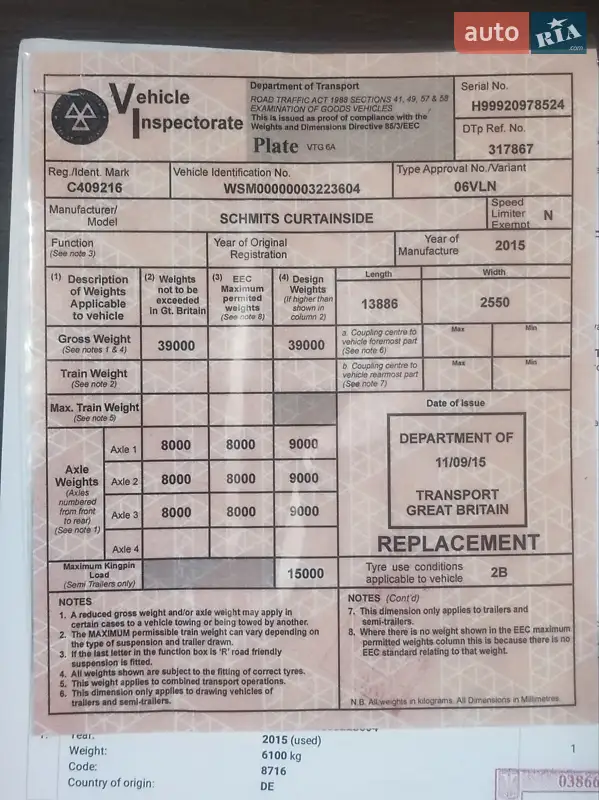 auto RIA .com
Vehicle
Inspectorate
Department of Transport
ROAD TRAFFIC ACT 1988 SECTIONS 41, 49, 57 & 58
EXAMINATION OF GOODS VEHICLES
This is issued as proof of compliance with the
Weights and Dimensions Directive 85/3/EEC
Plate VTG 6A
Serial No.
H99920978524
DTp Ref. No.
317867
Reg./Ident. Mark
C409216
Vehicle Identification No.
WSM00000003223604
Type Approval No./Variant
06VLN
Manufacturer/
Model
SCHMITS CURTAINSIDE
Speed
Limiter
Exempt
N
Function
(See note 3)
Year of Original
Registration
Year of
Manufacture
2015
(1) Description
of Weights
Applicable
to vehicle
(2) Weights
not to be
exceeded
in Gt. Britain
(3) EEC
Maximum
permitted
weights
(See note 8)
(4) Design
Weights
(If higher than
shown in
column 2)
Length
13886
Width
2550
Gross Weight
(See notes 1 & 4)
39000
39000
a. Coupling centre to
vehicle foremost part
(See note 6)
Max
Min
Train Weight
(See note 2)
b. Coupling centre to
vehicle rearmost part
(See note 7)
Max
Min
Max. Train Weight
(See note 5)
Axle
Weights
(Axles
numbered
from front
to rear)
(See note 1)
Axle 1 8000 8000 9000
Axle 2 8000 8000 9000
Axle 3 8000 8000 9000
Axle 4
Maximum Kingpin
Load
(Semi Trailers only)
15000
Date of Issue
DEPARTMENT OF
11/09/15
TRANSPORT
GREAT BRITAIN
REPLACEMENT
Tyre use conditions
applicable to vehicle
2B
NOTES
1. A reduced gross weight and/or axle weight may apply in
certain cases to a vehicle towing or being towed by another.
2. The MAXIMUM permissible train weight can vary depending on
the type of suspension and trailer drawn.
3. If the last letter in the function box is 'R' road friendly
suspension is fitted.
4. All weights shown are subject to the fitting of correct tyres.
5. This weight applies to combined transport operations.
6. This dimension only applies to drawing vehicles of
trailers and semi-trailers.
NOTES (Cont'd)
7. This dimension only applies to trailers and
semi-trailers.
8. Where there is no weight shown in the EEC maximum
permitted weights column this is because there is no
EEC standard relating to that weight.
N.B. All weights in kilograms. All Dimensions in Millimetres.
Year: 2015 (used)
Weight: 6100 kg
Code: 8716
Country of origin: DE
1
03866